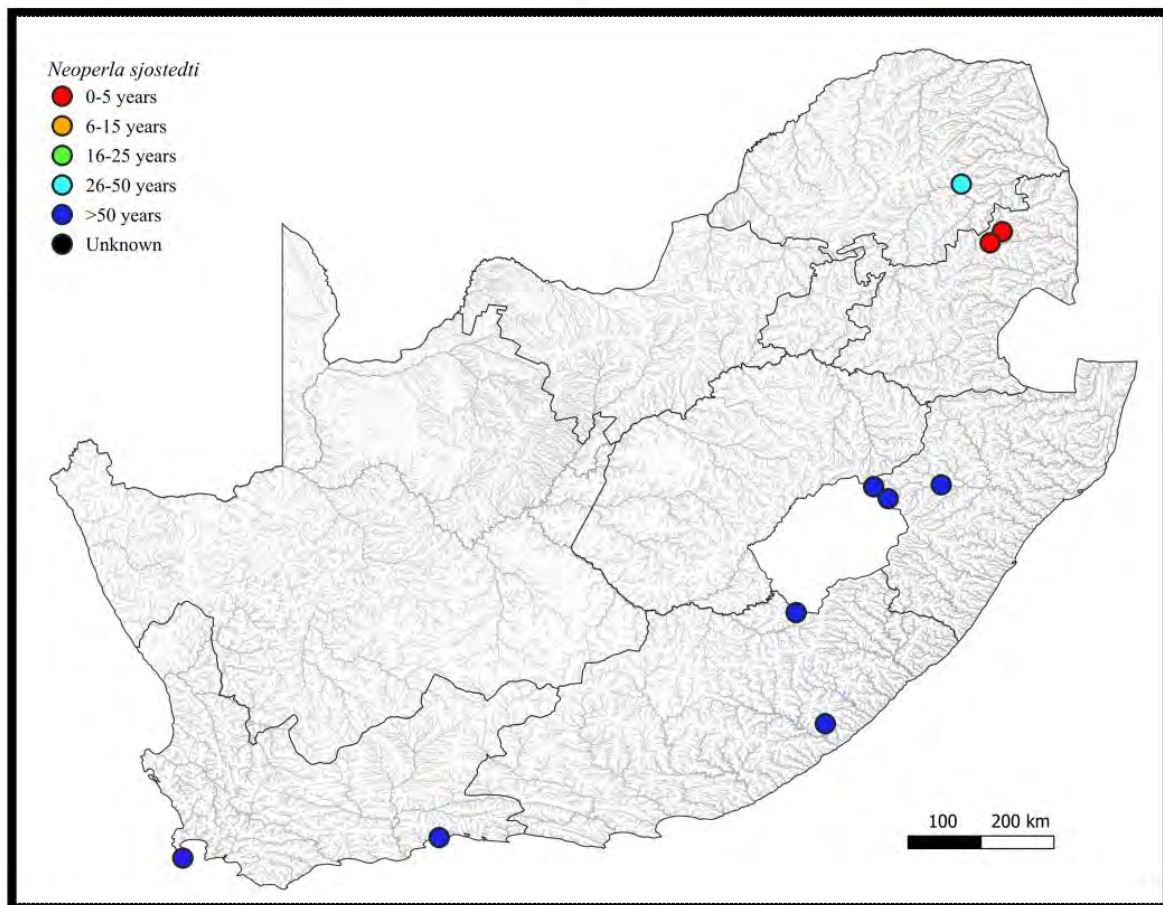 Neoperla sjostedti
0-5 years
6-15 years
16-25 years
26-50 years
>50 years
Unknown
100 200 km